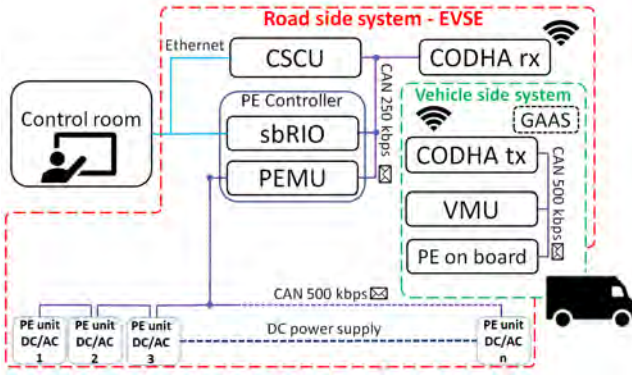 Road side system - EVSE
Ethernet
CSCU
CODHA rx
CAN 250 kbps
Control room
PE Controller
sbRIO
PEMU
Vehicle side system
GAAS
CODHA tx
VMU
PE on board
CAN 500 kbps
CAN 500 kbps
PE unit
DC/AC
1
PE unit
DC/AC
2
PE unit
DC/AC
3
DC power supply
PE unit
DC/AC
n